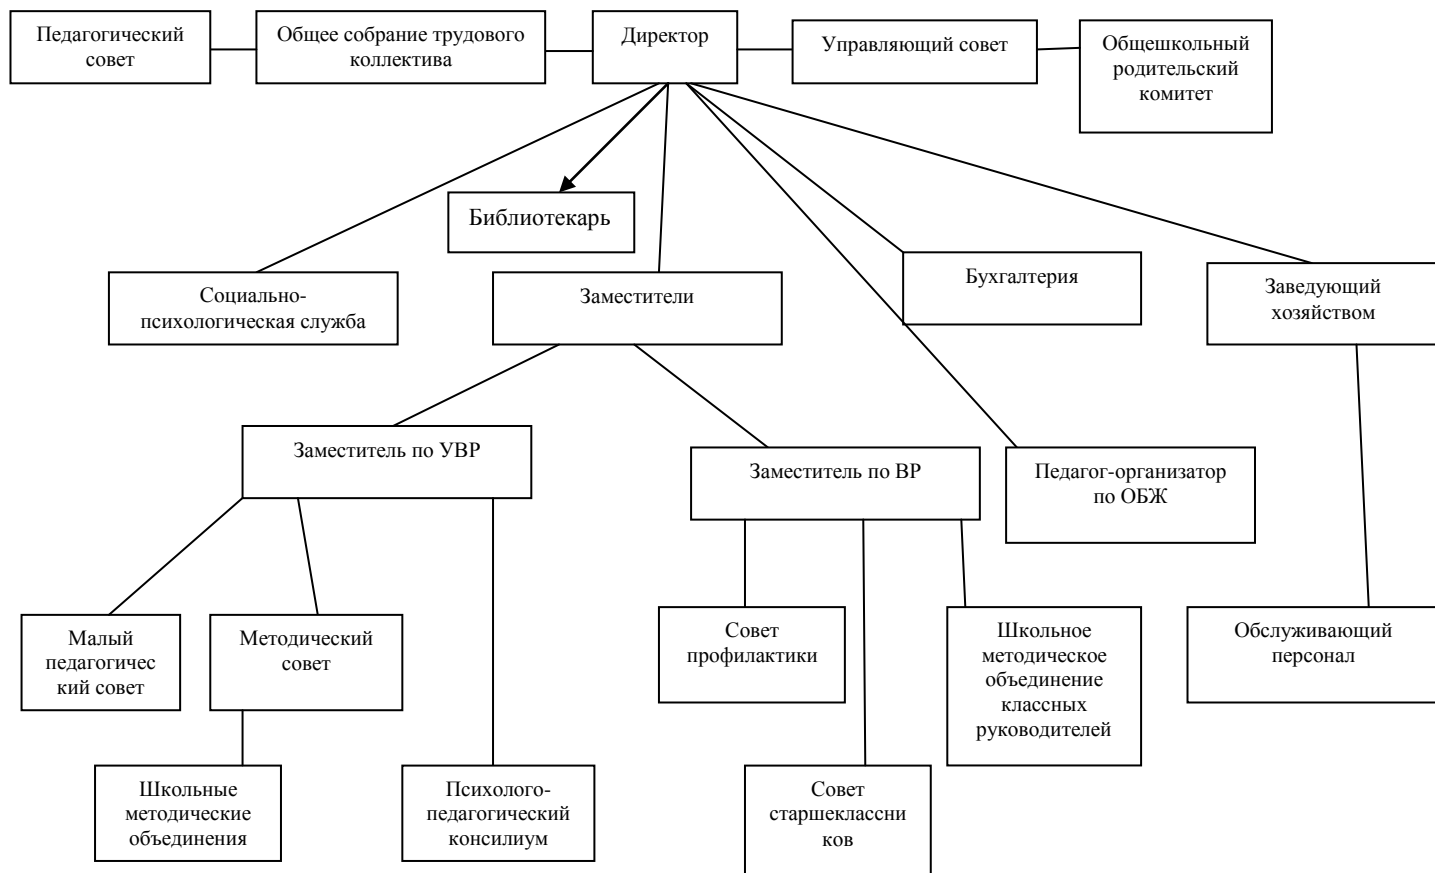 Педагогический
совет
Общее собрание трудового
коллектива
Директор
Управляющий совет
Общешкольный
родительский
комитет
Библиотекарь
Социально-
психологическая служба
Заместители
Бухгалтерия
Заведующий
хозяйством
Заместитель по УВР
Заместитель по ВР
Педагог-организатор
по ОБЖ
Малый
педагогичес
кий совет
Методический
совет
Совет
профилактики
Школьное
методическое
объединение
классных
руководителей
Обслуживающий
персонал
Школьные
методические
объединения
Психолого-
педагогический
консилиум
Совет
старшеклассни
ков